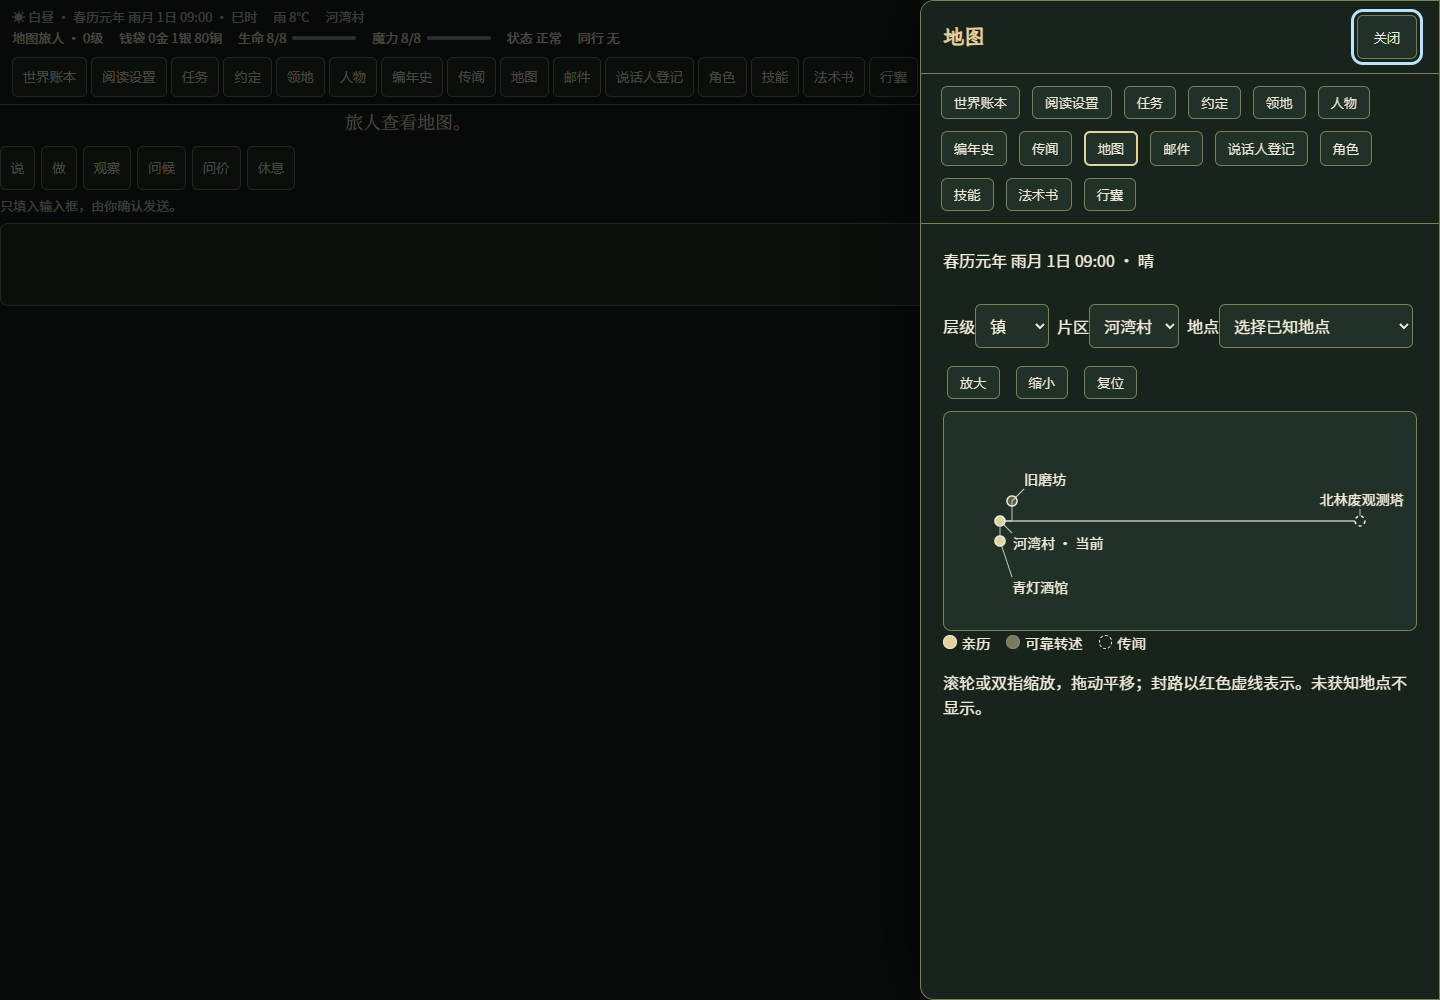 白昼 · 春历元年 雨月 1日 09:00 · 巳时 雨 8°C 河湾村
地图旅人 · 0级 钱袋 0金 1银 80铜 生命 8/8 魔力 8/8 状态 正常 同行 无
世界账本 阅读设置 任务 约定 领地 人物 编年史 传闻 地图 邮件 说话人登记 角色 技能 法术书 行囊
旅人查看地图。
说 做 观察 问候 问价 休息
只填入输入框，由你确认发送。
地图 关闭
世界账本 阅读设置 任务 约定 领地 人物
编年史 传闻 地图 邮件 说话人登记 角色
技能 法术书 行囊
春历元年 雨月 1日 09:00 · 晴
层级 镇 片区 河湾村 地点 选择已知地点
放大 缩小 复位
旧磨坊
北林废观测塔
河湾村 · 当前
青灯酒馆
亲历 可靠转述 传闻
滚轮或双指缩放，拖动平移；封路以红色虚线表示。未获知地点不
显示。